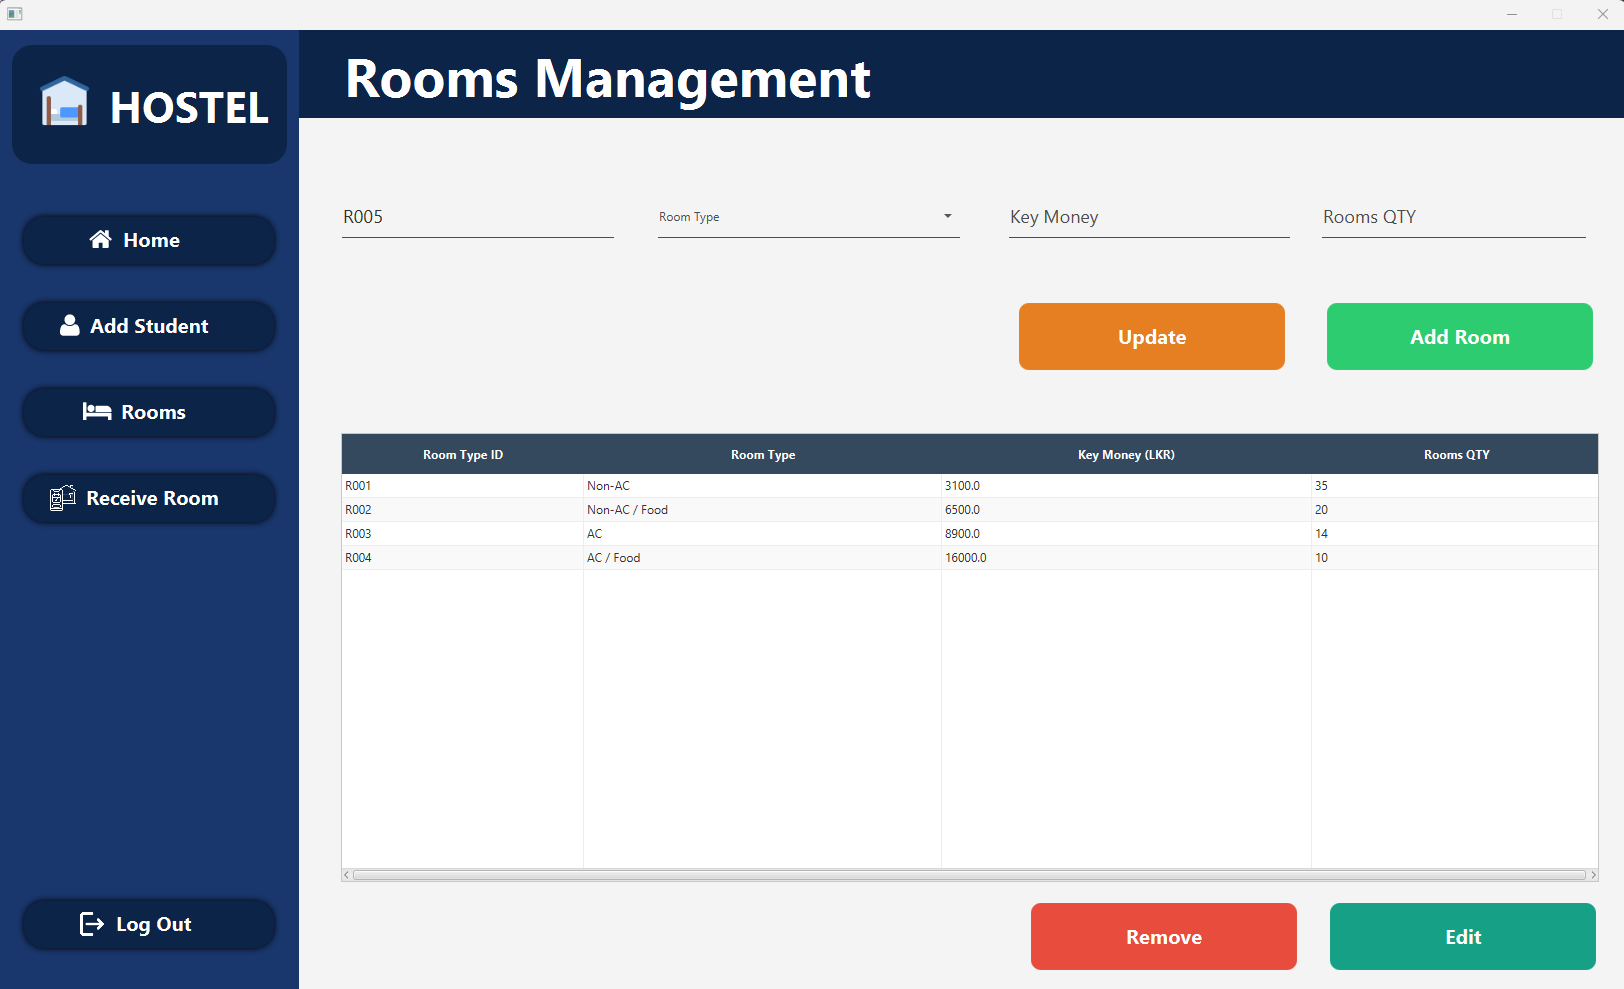 HOSTEL
Rooms Management
Home
Add Student
Rooms
Receive Room
Log Out
R005
Room Type
Key Money
Rooms QTY
Update
Add Room
Room Type ID Room Type Key Money (LKR) Rooms QTY
R001 Non-AC 3100.0 35
R002 Non-AC / Food 6500.0 20
R003 AC 8900.0 14
R004 AC / Food 16000.0 10
Remove
Edit